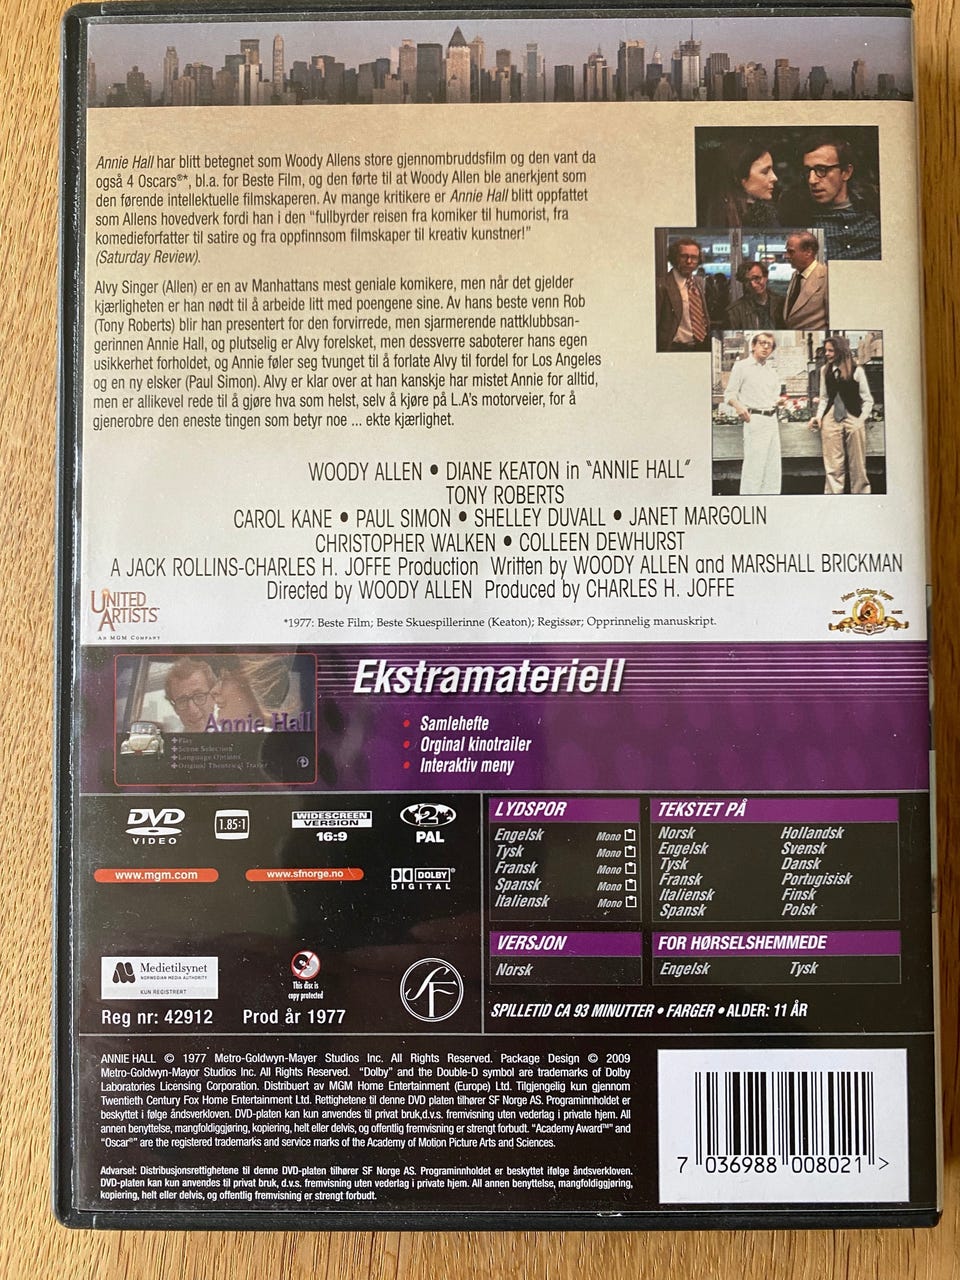 Annie Hall har blitt betegnet som Woody Allens store gjennombruddsfilm og den vant da
også 4 Oscars®*, bl.a. for Beste Film, og den førte til at Woody Allen ble anerkjent som
den førende intellektuelle filmskaperen. Av mange kritikere er Annie Hall blitt oppfattet
som Allens hovedverk fordi han i den "fullbyrder reisen fra komiker til humorist, fra
komedieforfatter til satire og fra oppfinnsom filmskaper til kreativ kunstner!"
(Saturday Review).
Alvy Singer (Allen) er en av Manhattans mest geniale komikere, men når det gjelder
kjærligheten er han nødt til å arbeide litt med poengene sine. Av hans beste venn Rob
(Tony Roberts) blir han presentert for den forvirrede, men sjarmerende nattklubbsan-
gerinnen Annie Hall, og plutselig er Alvy forelsket, men dessverre saboterer hans egen
usikkerhet forholdet, og Annie føler seg tvunget til å forlate Alvy til fordel for Los Angeles
og en ny elsker (Paul Simon). Alvy er klar over at han kanskje har mistet Annie for alltid,
men er allikevel rede til å gjøre hva som helst, selv å kjøre på L.A's motorveier, for å
gjenerobre den eneste tingen som betyr noe ... ekte kjærlighet.
WOODY ALLEN • DIANE KEATON in "ANNIE HALL"
TONY ROBERTS
CAROL KANE • PAUL SIMON • SHELLEY DUVALL • JANET MARGOLIN
CHRISTOPHER WALKEN • COLLEEN DEWHURST
A JACK ROLLINS-CHARLES H. JOFFE Production Written by WOODY ALLEN and MARSHALL BRICKMAN
Directed by WOODY ALLEN Produced by CHARLES H. JOFFE
UNITED
ARTISTS
AN MGM COMPANY
*1977: Beste Film; Beste Skuespillerinne (Keaton); Regissør; Opprinnelig manuskript.
TRADE MARK
Ekstramateriell
• Samlehefte
• Orginal kinotrailer
• Interaktiv meny
Annie Hall
Play
Scene Selection
Language Options
Original Theatrical Trailer
DVD
VIDEO
1.85:1
WIDESCREEN
VERSION
16:9
2
PAL
www.mgm.com
www.sfnorge.no
DOLBY
DIGITAL
LYDSPOR
Engelsk Mono
Tysk Mono
Fransk Mono
Spansk Mono
Italiensk Mono
TEKSTET PÅ
Norsk Hollandsk
Engelsk Svensk
Tysk Dansk
Fransk Portugisisk
Italiensk Finsk
Spansk Polsk
VERSJON
Norsk
FOR HØRSELSHEMMEDE
Engelsk Tysk
Medietilsynet
NORWEGIAN MEDIA AUTHORITY
KUN REGISTRERT
This disc is
copy protected
SF
Reg nr: 42912 Prod år 1977
SPILLETID CA 93 MINUTTER • FARGER • ALDER: 11 ÅR
ANNIE HALL © 1977 Metro-Goldwyn-Mayer Studios Inc. All Rights Reserved. Package Design © 2009
Metro-Goldwyn-Mayor Studios Inc. All Rights Reserved. "Dolby" and the Double-D symbol are trademarks of Dolby
Laboratories Licensing Corporation. Distribuert av MGM Home Entertainment (Europe) Ltd. Tilgjengelig kun gjennom
Twentieth Century Fox Home Entertainment Ltd. Rettighetene til denne DVD platen tilhører SF Norge AS. Programinnholdet er
beskyttet i følge åndsverkloven. DVD-platen kan kun anvendes til privat bruk,d.v.s. fremvisning uten vederlag i private hjem. All
annen benyttelse, mangfoldiggjøring, kopiering, helt eller delvis, og offentlig fremvisning er strengt forbudt. "Academy Award™" and
"Oscar®" are the registered trademarks and service marks of the Academy of Motion Picture Arts and Sciences.
Advarsel: Distribusjonsrettighetene til denne DVD-platen tilhører SF Norge AS. Programinnholdet er beskyttet ifølge åndsverkloven.
DVD-platen kan kun anvendes til privat bruk, d.v.s. fremvisning uten vederlag i privat hjem. All annen benyttelse, mangfoldiggjøring,
kopiering, helt eller delvis, og offentlig fremvisning er strengt forbudt.
7 036988 008021 >